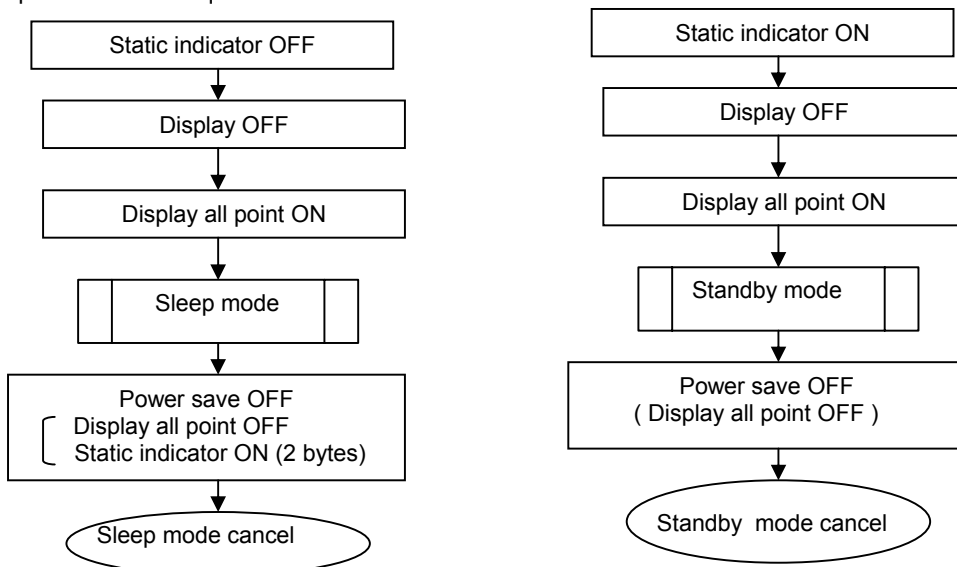 Static indicator OFF
Display OFF
Display all point ON
Sleep mode
Power save OFF
Display all point OFF
Static indicator ON (2 bytes)
Sleep mode cancel
Static indicator ON
Display OFF
Display all point ON
Standby mode
Power save OFF
( Display all point OFF )
Standby mode cancel